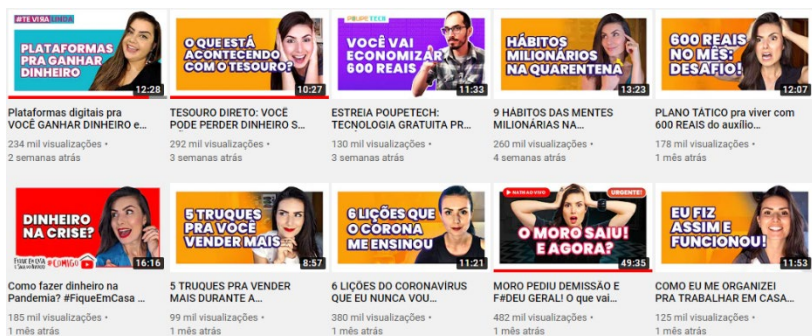 #TE VIRA LINDA
PLATAFORMAS
PRA GANHAR
DINHEIRO
12:28
Plataformas digitais pra
VOCÊ GANHAR DINHEIRO e...
234 mil visualizações •
2 semanas atrás
O QUE ESTÁ
ACONTECENDO
COM O TESOURO?
10:27
TESOURO DIRETO: VOCÊ
PODE PERDER DINHEIRO S...
292 mil visualizações •
3 semanas atrás
POUPETECH
VOCÊ VAI
ECONOMIZAR
600 REAIS
11:33
ESTREIA POUPETECH:
TECNOLOGIA GRATUITA PR...
130 mil visualizações •
3 semanas atrás
HÁBITOS
MILIONÁRIOS
NA QUARENTENA
13:23
9 HÁBITOS DAS MENTES
MILIONÁRIAS NA...
260 mil visualizações •
4 semanas atrás
600 REAIS
NO MÊS:
DESAFIO!
12:07
PLANO TÁTICO pra viver com
600 REAIS do auxílio...
178 mil visualizações •
1 mês atrás
DINHEIRO
NA CRISE?
#COMIGO
16:16
Como fazer dinheiro na
Pandemia? #FiqueEmCasa ...
185 mil visualizações •
1 mês atrás
5 TRUQUES
PRA VOCÊ
VENDER MAIS
8:57
5 TRUQUES PRA VENDER
MAIS DURANTE A...
99 mil visualizações •
1 mês atrás
6 LIÇÕES QUE
O CORONA
ME ENSINOU
11:21
6 LIÇÕES DO CORONAVÍRUS
QUE EU NUNCA VOU...
380 mil visualizações •
1 mês atrás
NATH AO VIVO
URGENTE!
O MORO SAIU!
E AGORA?
49:35
MORO PEDIU DEMISSÃO E
F#DEU GERAL! O que vai...
482 mil visualizações •
1 mês atrás
EU FIZ
ASSIM E
FUNCIONOU!
11:53
COMO EU ME ORGANIZEI
PRA TRABALHAR EM CASA...
125 mil visualizações •
1 mês atrás